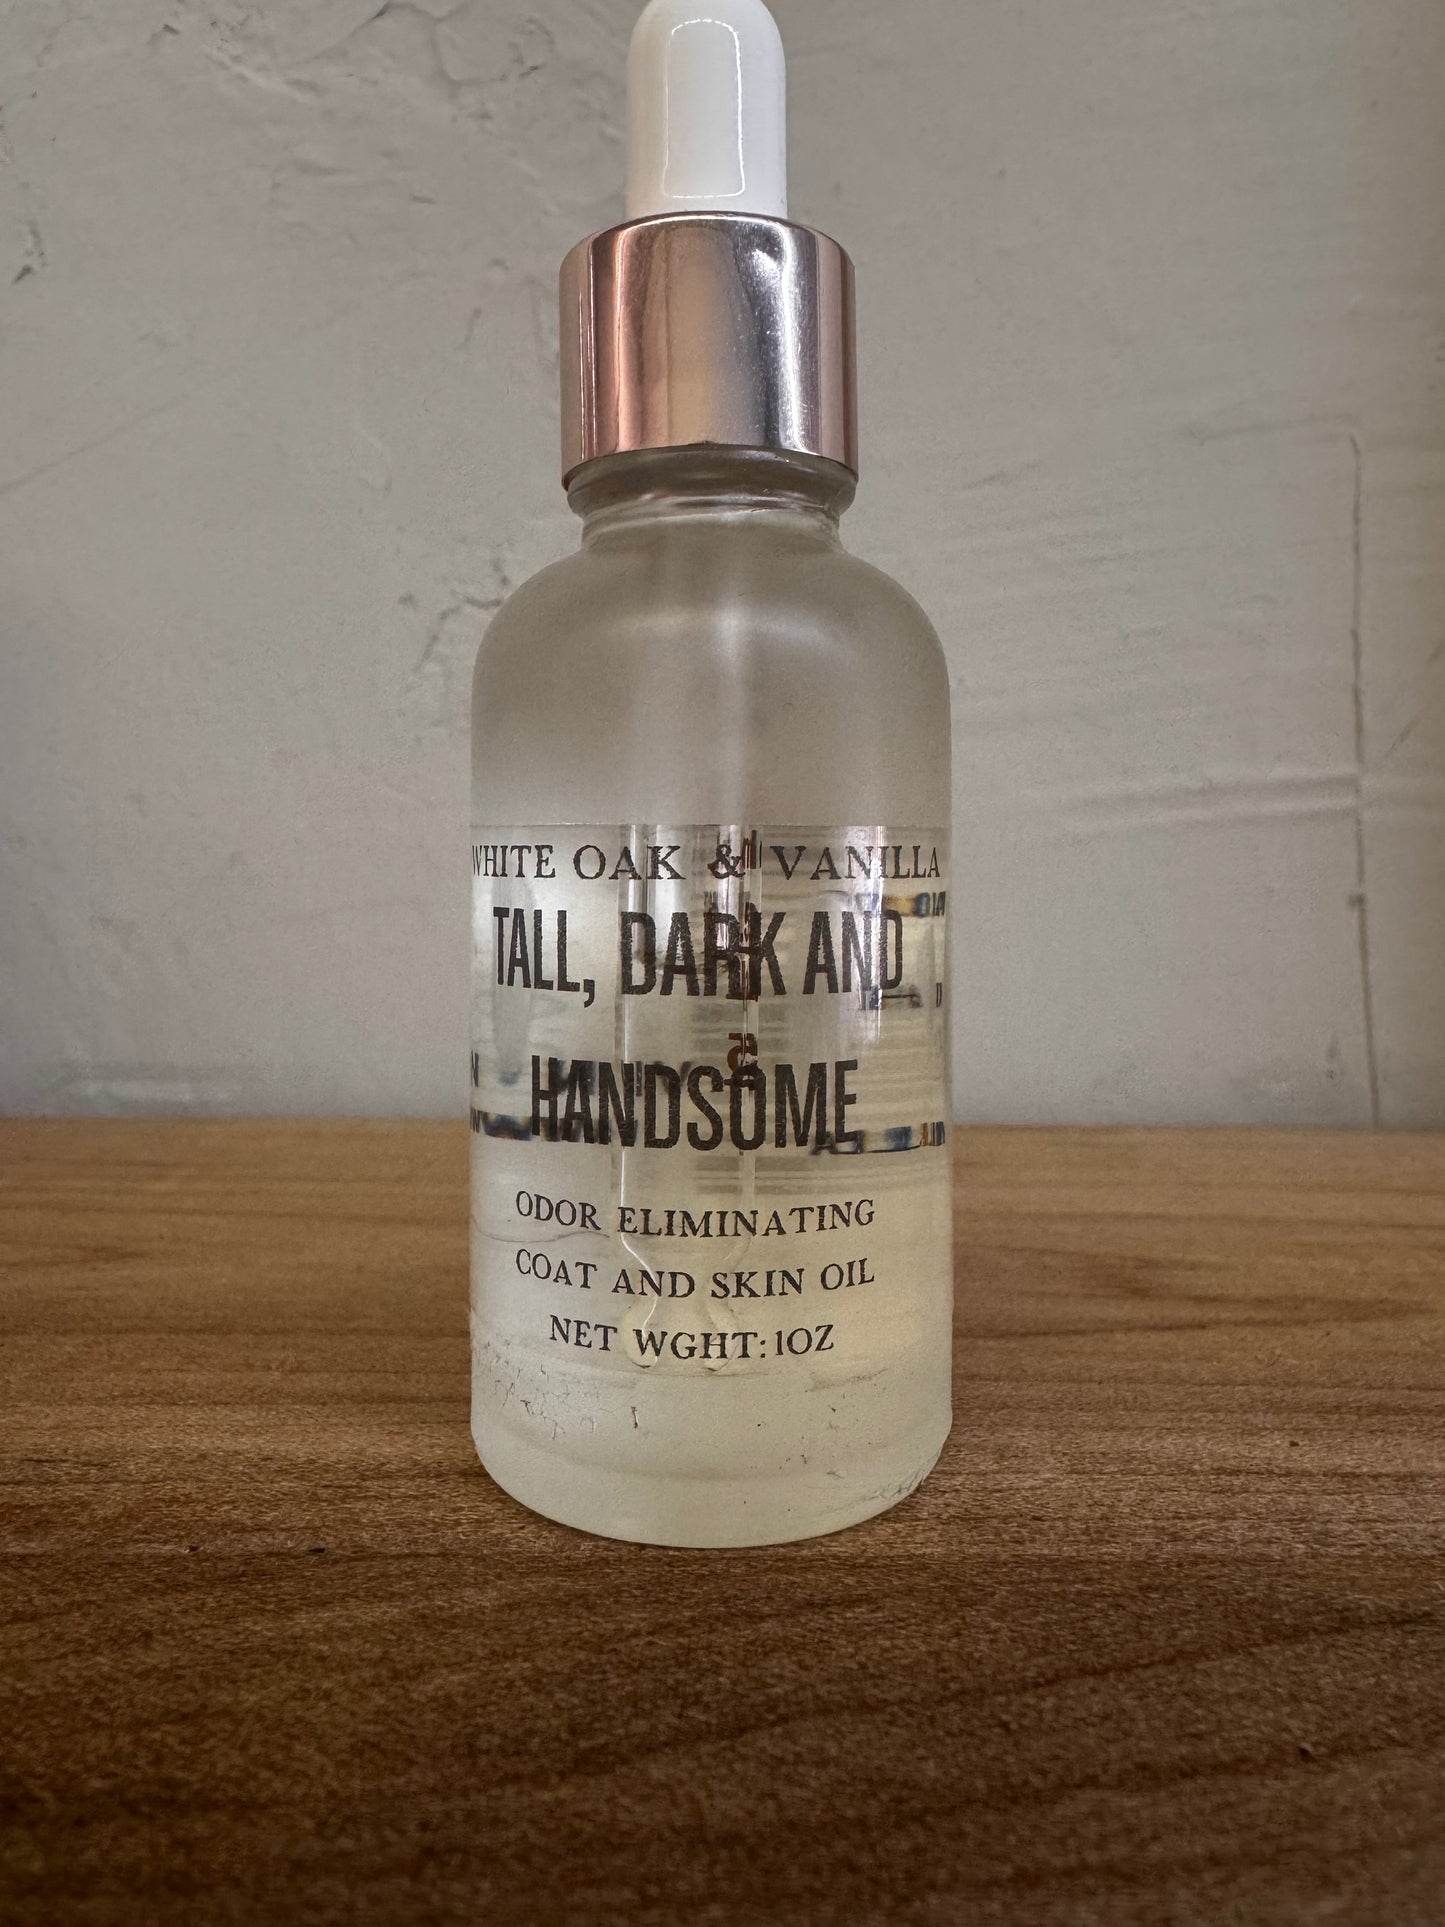 WHITE OAK & VANILLA
TALL, DARK AND
HANDSOME
ODOR ELIMINATING
COAT AND SKIN OIL
NET WGHT: 1OZ